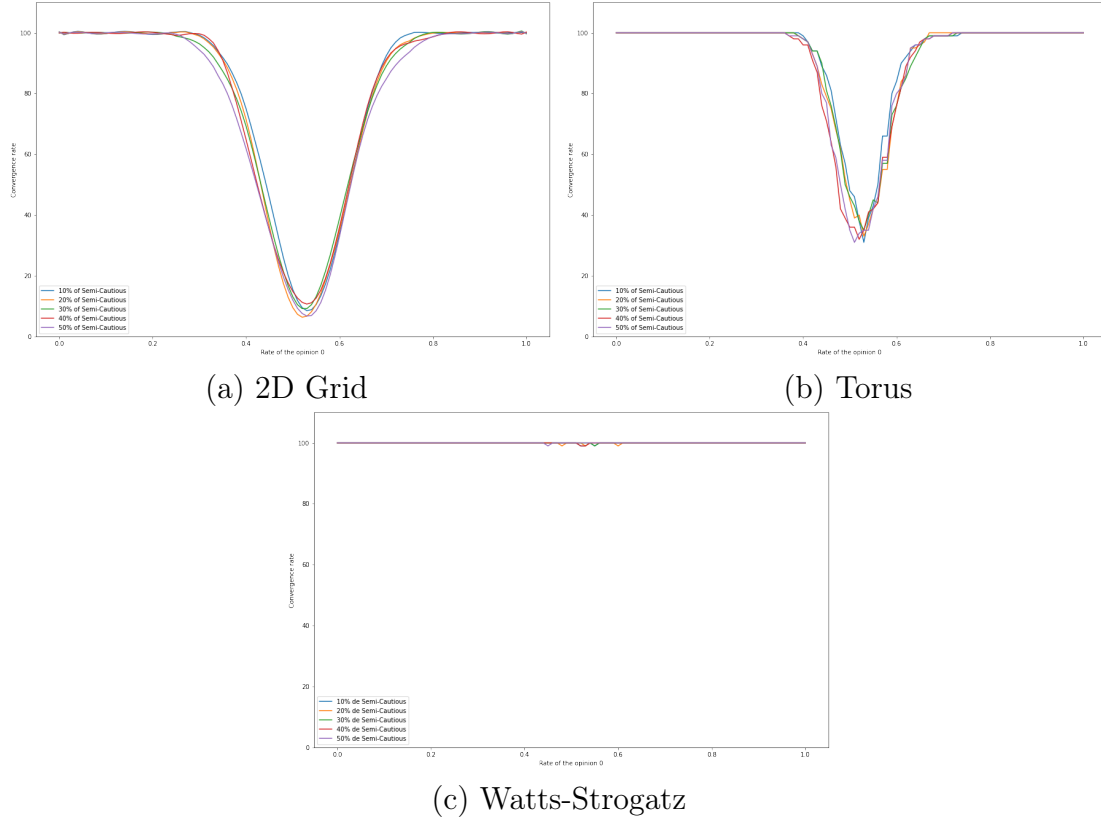 100
80
60
40
20
0
Convergence rate
10% of Semi-Cautious
20% of Semi-Cautious
30% of Semi-Cautious
40% of Semi-Cautious
50% of Semi-Cautious
0.0 0.2 0.4 0.6 0.8 1.0
Rate of the opinion 0
(a) 2D Grid
100
80
60
40
20
0
Convergence rate
10% of Semi-Cautious
20% of Semi-Cautious
30% of Semi-Cautious
40% of Semi-Cautious
50% of Semi-Cautious
0.0 0.2 0.4 0.6 0.8 1.0
Rate of the opinion 0
(b) Torus
100
80
60
40
20
0
Convergence rate
10% de Semi-Cautious
20% de Semi-Cautious
30% de Semi-Cautious
40% de Semi-Cautious
50% de Semi-Cautious
0.0 0.2 0.4 0.6 0.8 1.0
Rate of the opinion 0
(c) Watts-Strogatz